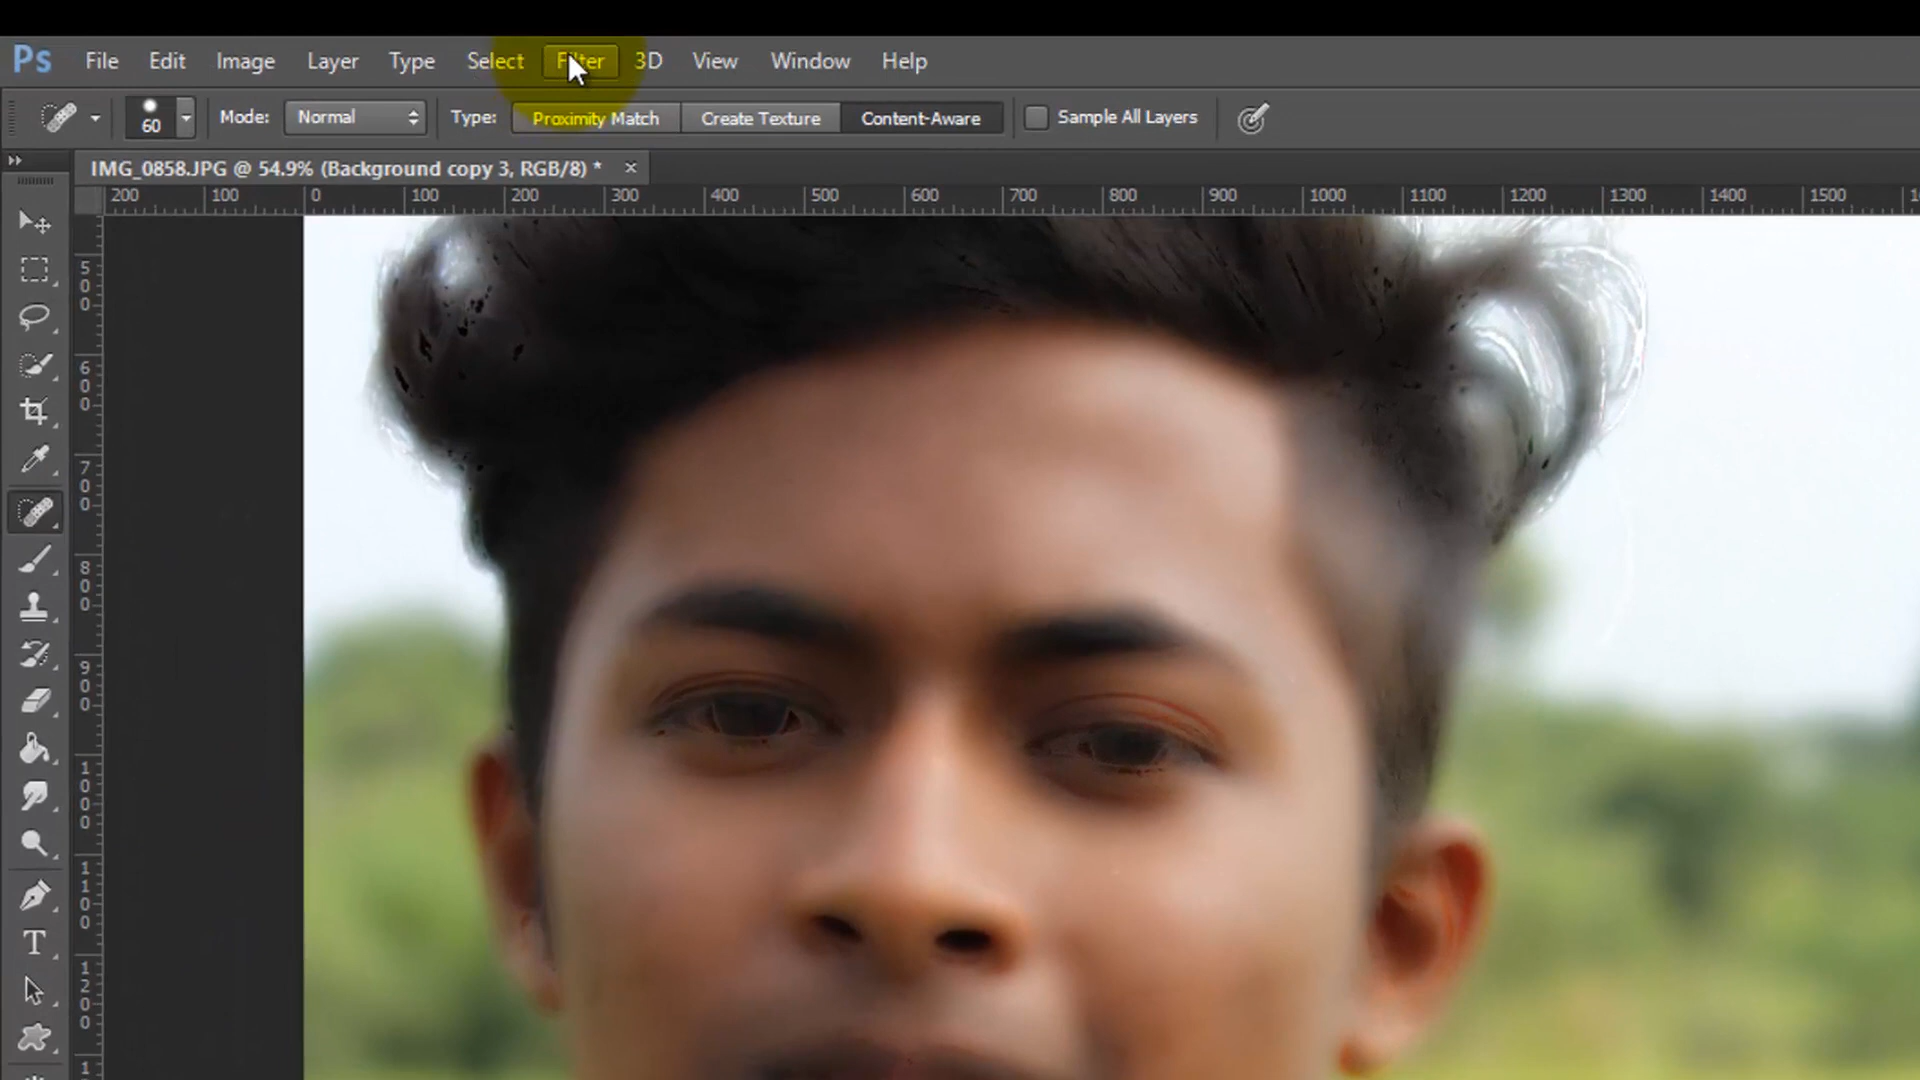 Ps File Edit Image Layer Type Select Filter 3D View Window Help
60 Mode: Normal Type: Proximity Match Create Texture Content-Aware Sample All Layers
IMG_0858.JPG @ 54.9% (Background copy 3, RGB/8) * ×
200 100 0 100 200 300 400 500 600 700 800 900 1000 1100 1200 1300 1400 1500
500
600
700
800
900
1000
1100
1200